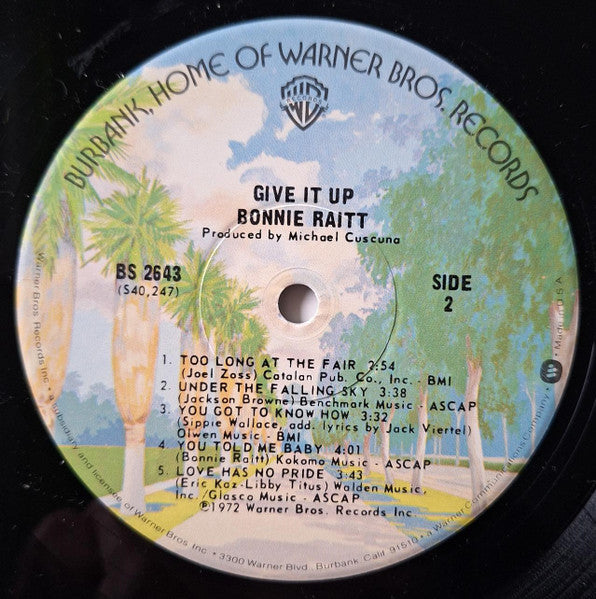 BURBANK, HOME OF WARNER BROS. RECORDS
WB
RECORDS
GIVE IT UP
BONNIE RAITT
Produced by Michael Cuscuna
BS 2643
(S40,247)
SIDE
2
1. TOO LONG AT THE FAIR 2:54
(Joel Zoss) Catalan Pub. Co., Inc. - BMI
2. UNDER THE FALLING SKY 3:38
(Jackson Browne) Benchmark Music - ASCAP
3. YOU GOT TO KNOW HOW 3:32
(Sippie Wallace, add. lyrics by Jack Viertel)
Olwen Music - BMI
4. YOU TOLD ME BABY 4:01
(Bonnie Raitt) Kokomo Music - ASCAP
5. LOVE HAS NO PRIDE 3:43
(Eric Kaz-Libby Titus) Walden Music,
Inc./Glasco Music - ASCAP
©1972 Warner Bros. Records Inc.
Warner Bros. Records Inc. • a subsidiary and licensee of Warner Bros. Inc. • 3300 Warner Blvd., Burbank, Calif. 91510 • a Warner Communications Company • Made in U.S.A.